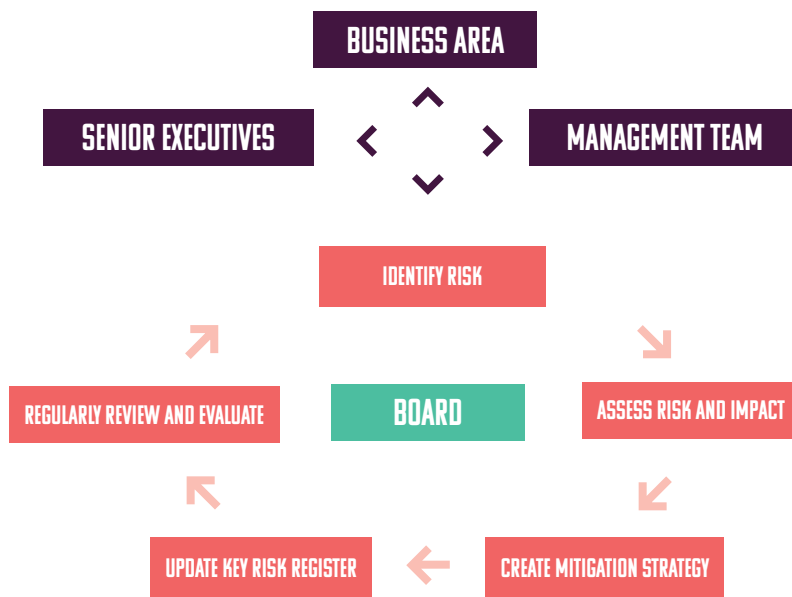 BUSINESS AREA
SENIOR EXECUTIVES
MANAGEMENT TEAM
IDENTIFY RISK
REGULARLY REVIEW AND EVALUATE
BOARD
ASSESS RISK AND IMPACT
UPDATE KEY RISK REGISTER
CREATE MITIGATION STRATEGY